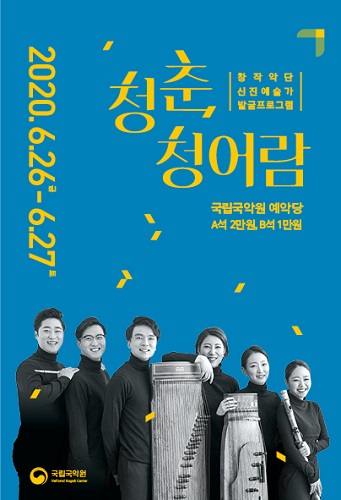 2020. 6.26금-6.27토
청춘,
청어람
창작악단
신진예술가
발굴프로그램
국립국악원 예악당
A석 2만원, B석 1만원
국립국악원
National Gugak Center